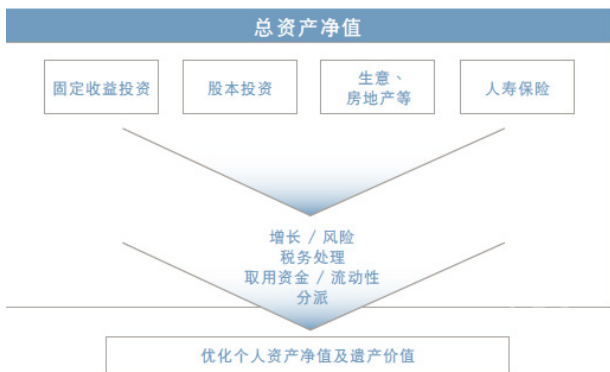 总资产净值
固定收益投资
股本投资
生意、
房地产等
人寿保险
增长 / 风险
税务处理
取用资金 / 流动性
分派
优化个人资产净值及遗产价值